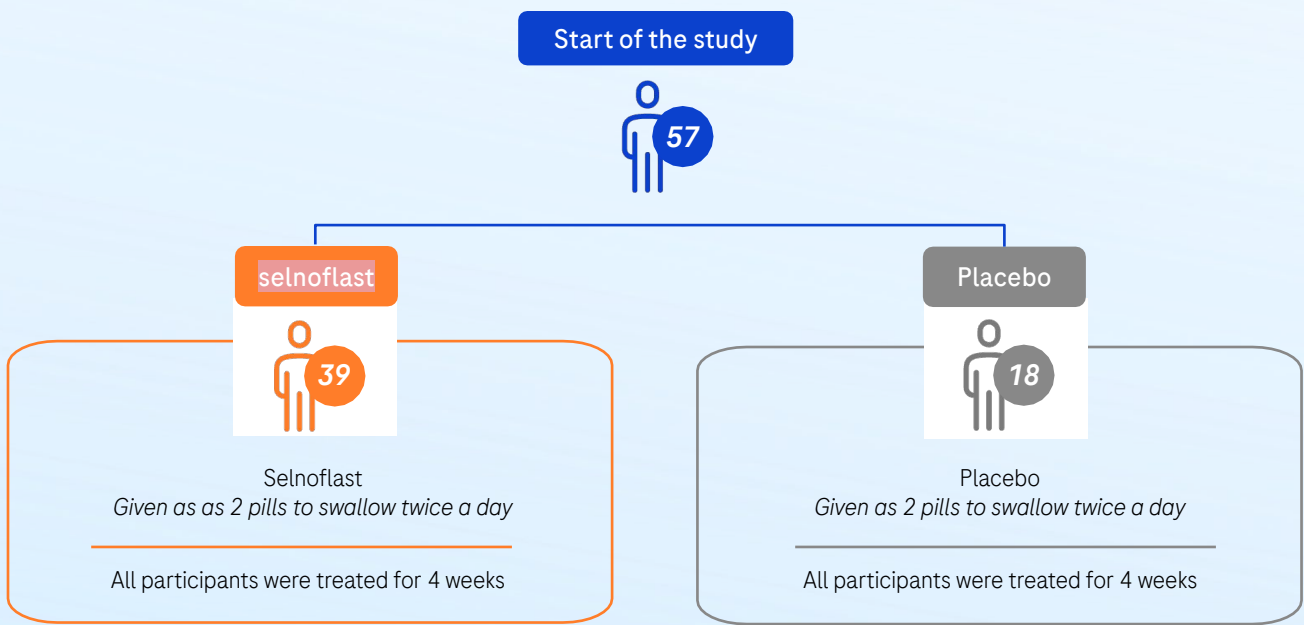 Start of the study
57
selnoflast
Placebo
39
18
Selnoflast
Given as as 2 pills to swallow twice a day
All participants were treated for 4 weeks
Placebo
Given as 2 pills to swallow twice a day
All participants were treated for 4 weeks